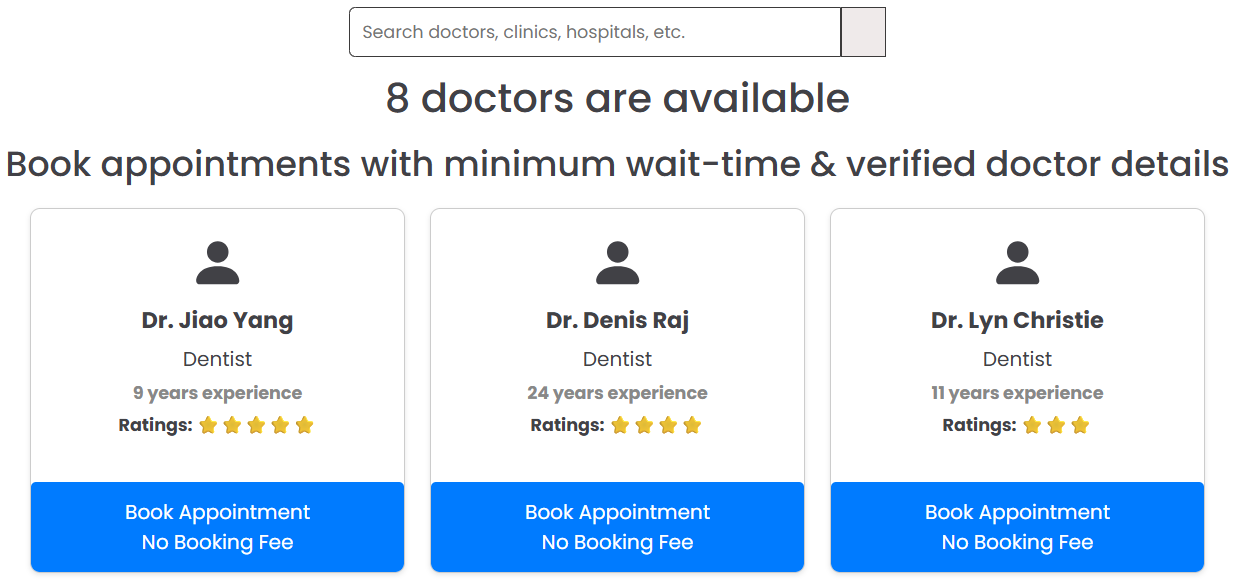 Search doctors, clinics, hospitals, etc.
8 doctors are available
Book appointments with minimum wait-time & verified doctor details
Dr. Jiao Yang
Dentist
9 years experience
Ratings: ⭐⭐⭐⭐⭐
Book Appointment
No Booking Fee
Dr. Denis Raj
Dentist
24 years experience
Ratings: ⭐⭐⭐⭐
Book Appointment
No Booking Fee
Dr. Lyn Christie
Dentist
11 years experience
Ratings: ⭐⭐⭐
Book Appointment
No Booking Fee